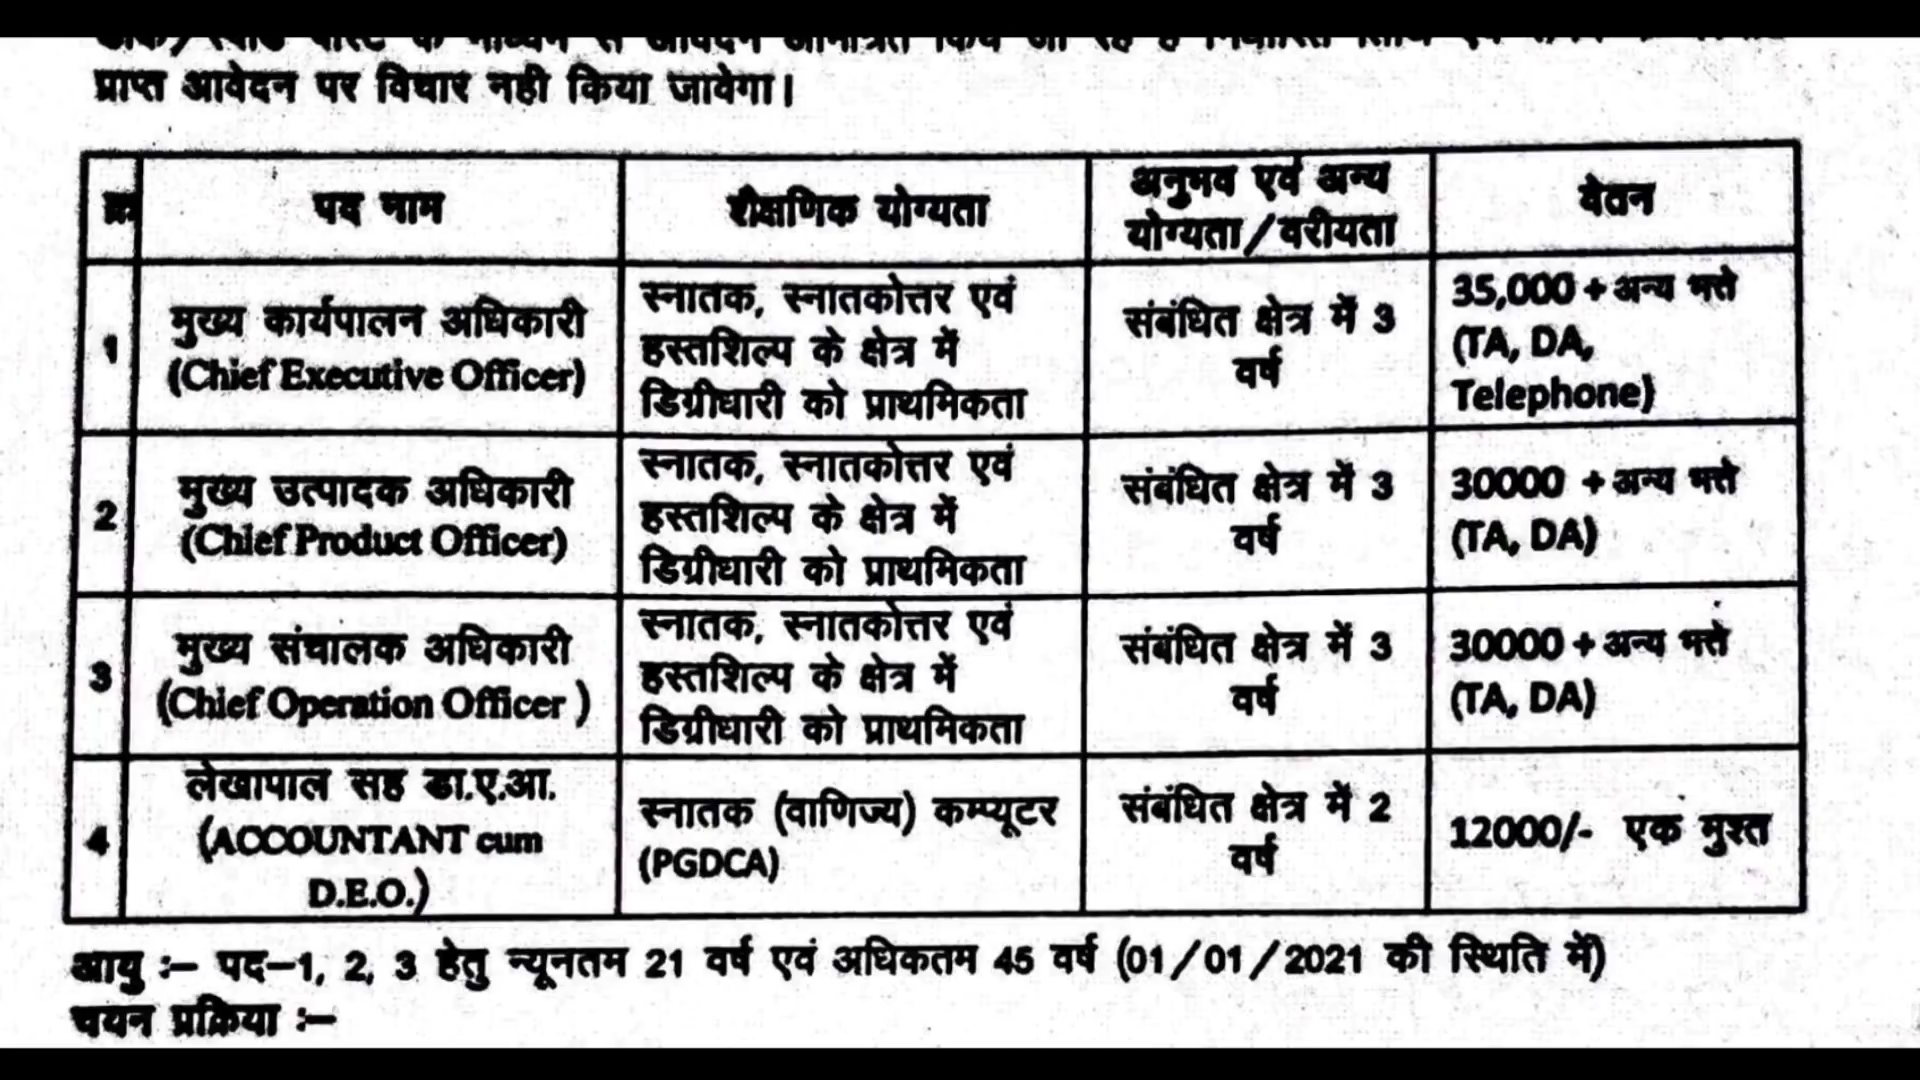 प्राप्त आवेदन पर विचार नही किया जावेगा।
क्र
पद नाम
शैक्षणिक योग्यता
अनुभव एवं अन्य
योग्यता/वरीयता
वेतन
1
मुख्य कार्यपालन अधिकारी
(Chief Executive Officer)
स्नातक, स्नातकोत्तर एवं
हस्तशिल्प के क्षेत्र में
डिग्रीधारी को प्राथमिकता
संबंधित क्षेत्र में 3
वर्ष
35,000 + अन्य भत्ते
(TA, DA,
Telephone)
2
मुख्य उत्पादक अधिकारी
(Chief Product Officer)
स्नातक, स्नातकोत्तर एवं
हस्तशिल्प के क्षेत्र में
डिग्रीधारी को प्राथमिकता
संबंधित क्षेत्र में 3
वर्ष
30000 + अन्य भत्ते
(TA, DA)
3
मुख्य संचालक अधिकारी
(Chief Operation Officer )
स्नातक, स्नातकोत्तर एवं
हस्तशिल्प के क्षेत्र में
डिग्रीधारी को प्राथमिकता
संबंधित क्षेत्र में 3
वर्ष
30000 + अन्य भत्ते
(TA, DA)
4
लेखापाल सह डा.ए.आ.
(ACCOUNTANT cum
D.E.O.)
स्नातक (वाणिज्य) कम्प्यूटर
(PGDCA)
संबंधित क्षेत्र में 2
वर्ष
12000/- एक मुश्त
आयु :– पद–1, 2, 3 हेतु न्यूनतम 21 वर्ष एवं अधिकतम 45 वर्ष (01/01/2021 की स्थिति में)
चयन प्रक्रिया :–